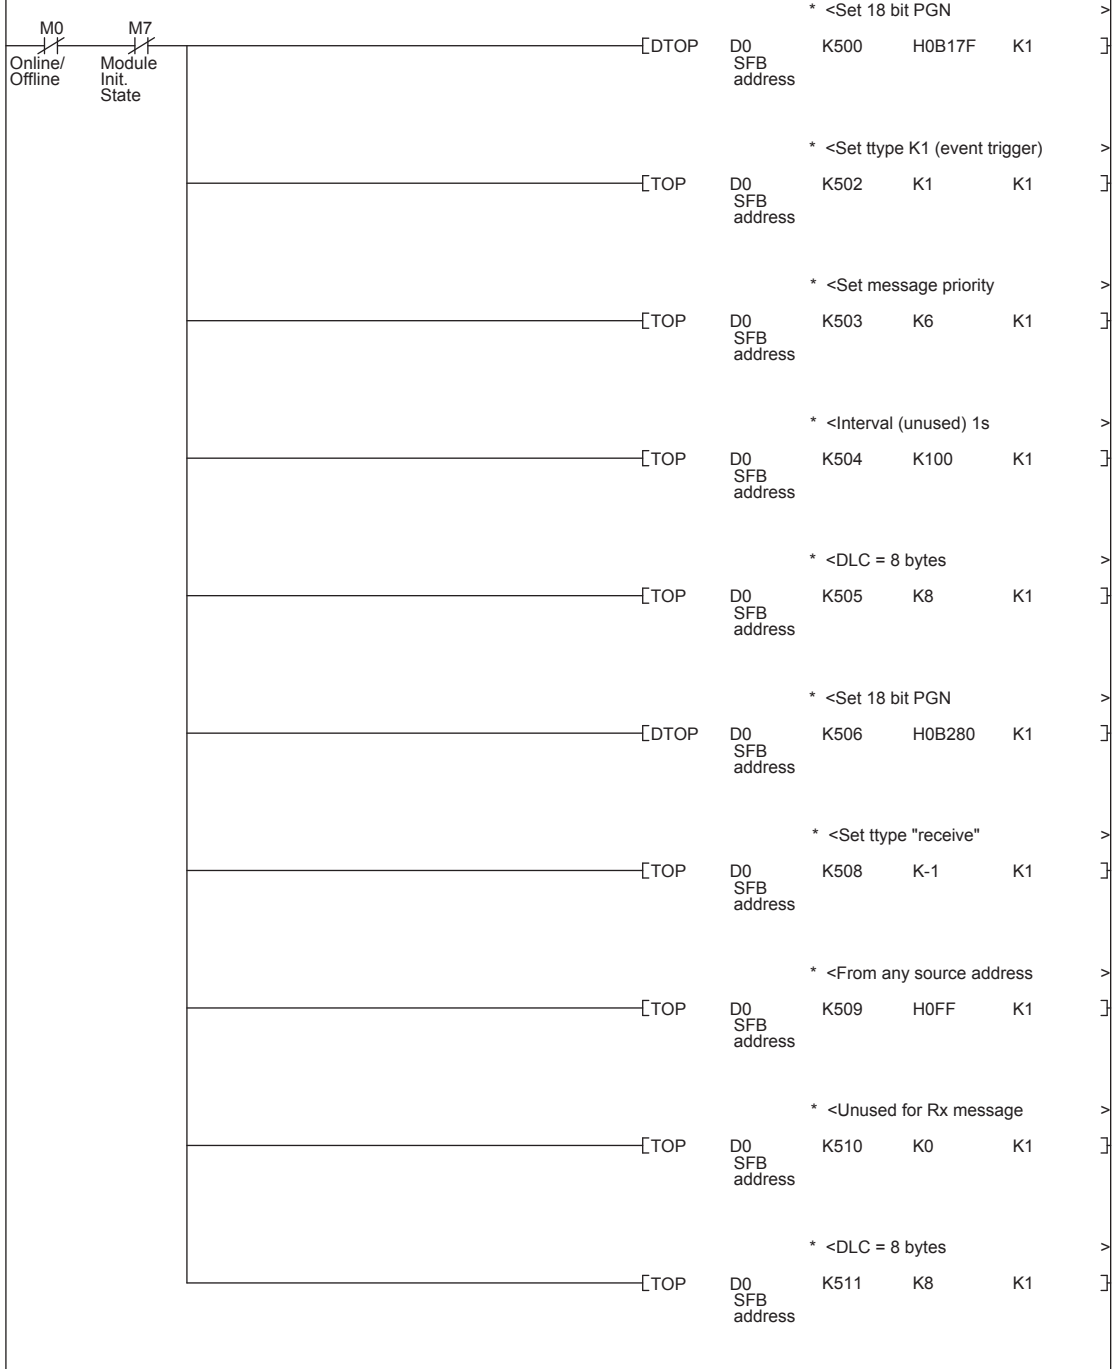 * <Set 18 bit PGN >
M0 M7
[DTOP D0 K500 H0B17F K1 ]
Online/ Module SFB
Offline Init. address
State
* <Set ttype K1 (event trigger) >
[TOP D0 K502 K1 K1 ]
SFB
address
* <Set message priority >
[TOP D0 K503 K6 K1 ]
SFB
address
* <Interval (unused) 1s >
[TOP D0 K504 K100 K1 ]
SFB
address
* <DLC = 8 bytes >
[TOP D0 K505 K8 K1 ]
SFB
address
* <Set 18 bit PGN >
[DTOP D0 K506 H0B280 K1 ]
SFB
address
* <Set ttype "receive" >
[TOP D0 K508 K-1 K1 ]
SFB
address
* <From any source address >
[TOP D0 K509 H0FF K1 ]
SFB
address
* <Unused for Rx message >
[TOP D0 K510 K0 K1 ]
SFB
address
* <DLC = 8 bytes >
[TOP D0 K511 K8 K1 ]
SFB
address